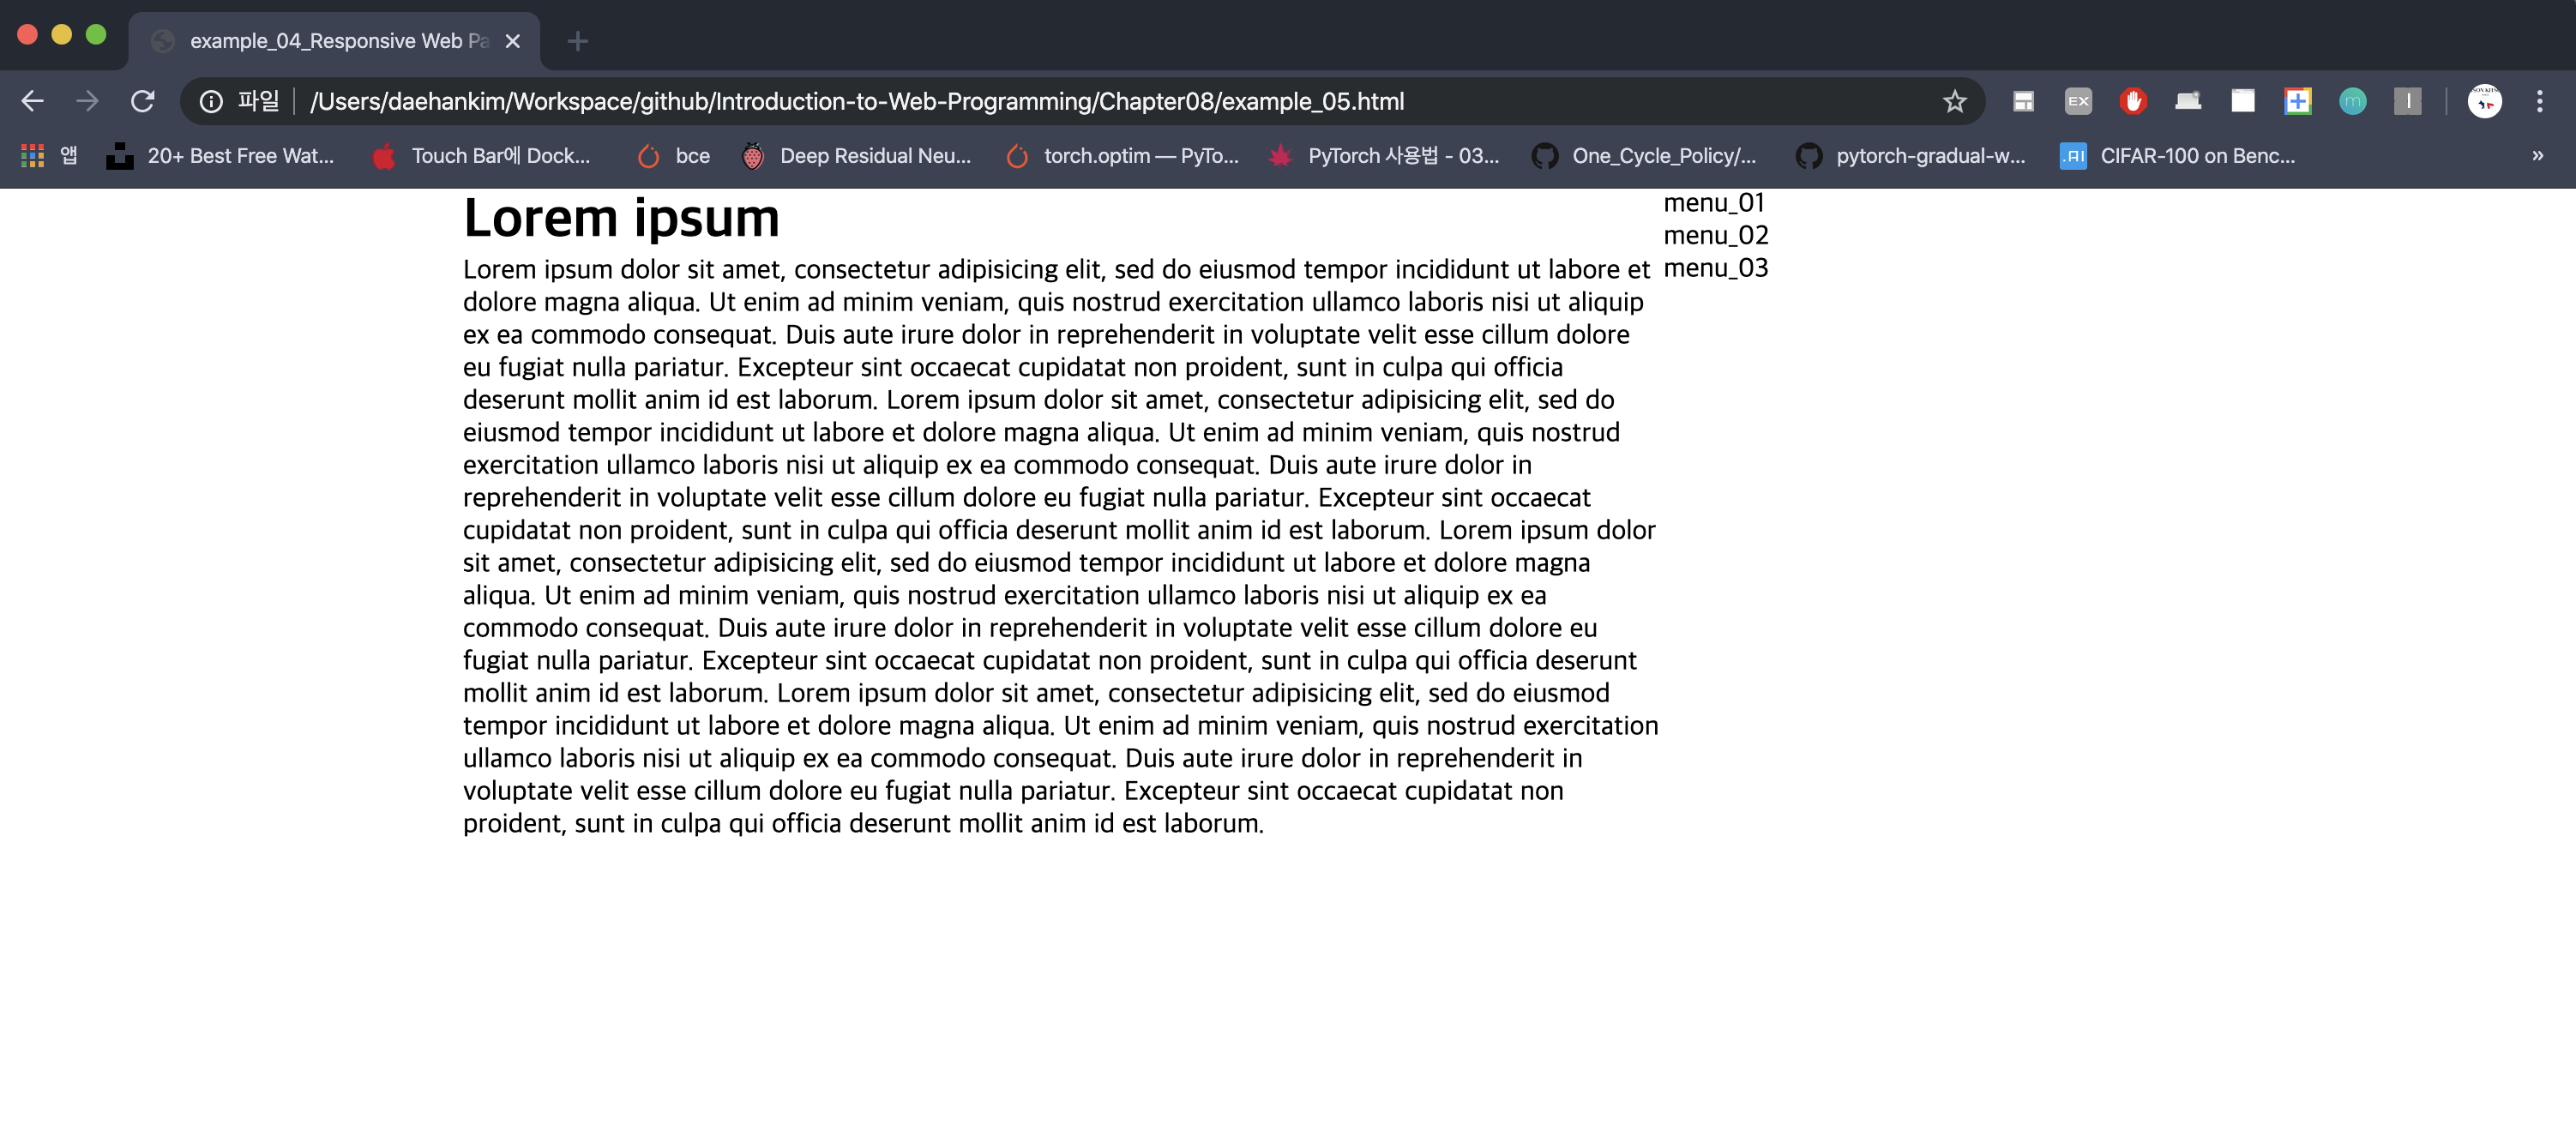 example_04_Responsive Web Pa
파일 /Users/daehankim/Workspace/github/Introduction-to-Web-Programming/Chapter08/example_05.html
EX
m
I
앱
20+ Best Free Wat...
Touch Bar에 Dock...
bce
Deep Residual Neu...
torch.optim — PyTo...
PyTorch 사용법 - 03...
One_Cycle_Policy/...
pytorch-gradual-w...
.AI
CIFAR-100 on Benc...
»
Lorem ipsum
Lorem ipsum dolor sit amet, consectetur adipisicing elit, sed do eiusmod tempor incididunt ut labore et
dolore magna aliqua. Ut enim ad minim veniam, quis nostrud exercitation ullamco laboris nisi ut aliquip
ex ea commodo consequat. Duis aute irure dolor in reprehenderit in voluptate velit esse cillum dolore
eu fugiat nulla pariatur. Excepteur sint occaecat cupidatat non proident, sunt in culpa qui officia
deserunt mollit anim id est laborum. Lorem ipsum dolor sit amet, consectetur adipisicing elit, sed do
eiusmod tempor incididunt ut labore et dolore magna aliqua. Ut enim ad minim veniam, quis nostrud
exercitation ullamco laboris nisi ut aliquip ex ea commodo consequat. Duis aute irure dolor in
reprehenderit in voluptate velit esse cillum dolore eu fugiat nulla pariatur. Excepteur sint occaecat
cupidatat non proident, sunt in culpa qui officia deserunt mollit anim id est laborum. Lorem ipsum dolor
sit amet, consectetur adipisicing elit, sed do eiusmod tempor incididunt ut labore et dolore magna
aliqua. Ut enim ad minim veniam, quis nostrud exercitation ullamco laboris nisi ut aliquip ex ea
commodo consequat. Duis aute irure dolor in reprehenderit in voluptate velit esse cillum dolore eu
fugiat nulla pariatur. Excepteur sint occaecat cupidatat non proident, sunt in culpa qui officia deserunt
mollit anim id est laborum. Lorem ipsum dolor sit amet, consectetur adipisicing elit, sed do eiusmod
tempor incididunt ut labore et dolore magna aliqua. Ut enim ad minim veniam, quis nostrud exercitation
ullamco laboris nisi ut aliquip ex ea commodo consequat. Duis aute irure dolor in reprehenderit in
voluptate velit esse cillum dolore eu fugiat nulla pariatur. Excepteur sint occaecat cupidatat non
proident, sunt in culpa qui officia deserunt mollit anim id est laborum.
menu_01
menu_02
menu_03